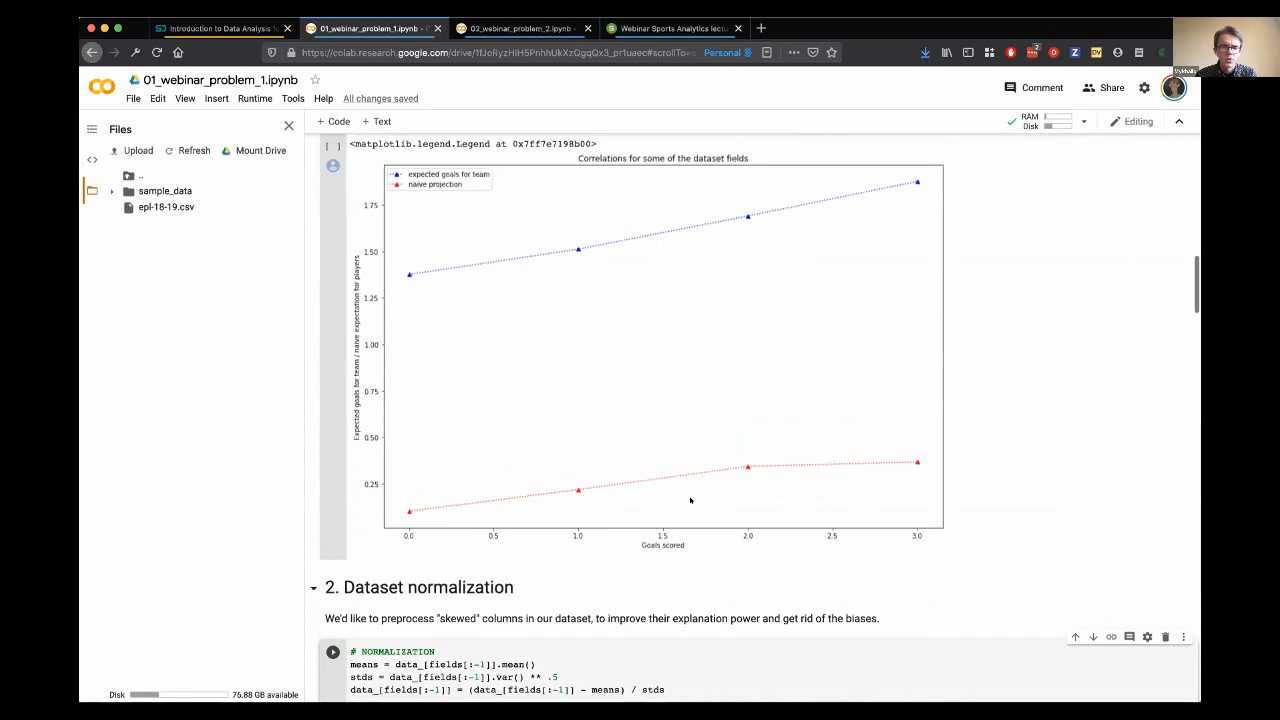 Introduction to Data Analysis fo
01_webinar_problem_1.ipynb - C
02_webinar_problem_2.ipynb -
Webinar Sports Analytics lectu
Personal
Mykhailo
01_webinar_problem_1.ipynb
File Edit View Insert Runtime Tools Help All changes saved
Comment
Share
+ Code + Text
RAM
Disk
Editing
Files
Upload Refresh Mount Drive
..
sample_data
epl-18-19.csv
[ ] <matplotlib.legend.Legend at 0x7ff7e7198b00>
Correlations for some of the dataset fields
expected goals for team
naive projection
1.75
1.50
1.25
1.00
0.75
0.50
0.25
Expected goals for team / naive expectation for players
0.0 0.5 1.0 1.5 2.0 2.5 3.0
Goals scored
2. Dataset normalization
We'd like to preprocess "skewed" columns in our dataset, to improve their explanation power and get rid of the biases.
# NORMALIZATION
means = data_[fields[:-1]].mean()
stds = data_[fields[:-1]].var() ** .5
data_[fields[:-1]] = (data_[fields[:-1]] - means) / stds
Disk 76.88 GB available